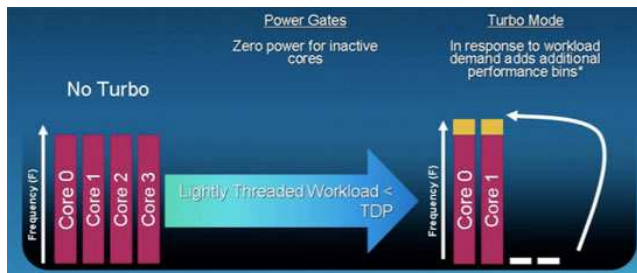 Power Gates
Zero power for inactive
cores
Turbo Mode
In response to workload
demand adds additional
performance bins*
No Turbo
Frequency (F)
Core 0
Core 1
Core 2
Core 3
Lightly Threaded Workload <
TDP
Frequency (F)
Core 0
Core 1